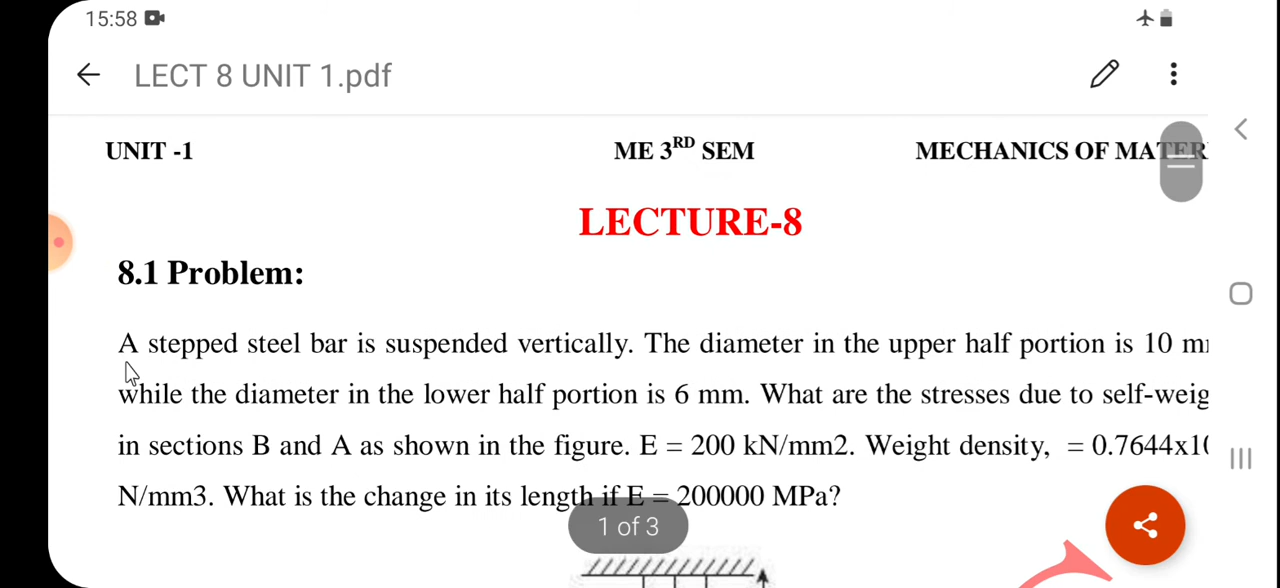 15:58
LECT 8 UNIT 1.pdf
UNIT -1 ME 3RD SEM MECHANICS OF MATER
LECTURE-8
8.1 Problem:
A stepped steel bar is suspended vertically. The diameter in the upper half portion is 10 m
while the diameter in the lower half portion is 6 mm. What are the stresses due to self-weig
in sections B and A as shown in the figure. E = 200 kN/mm2. Weight density, = 0.7644x10
N/mm3. What is the change in its length if E = 200000 MPa?
1 of 3